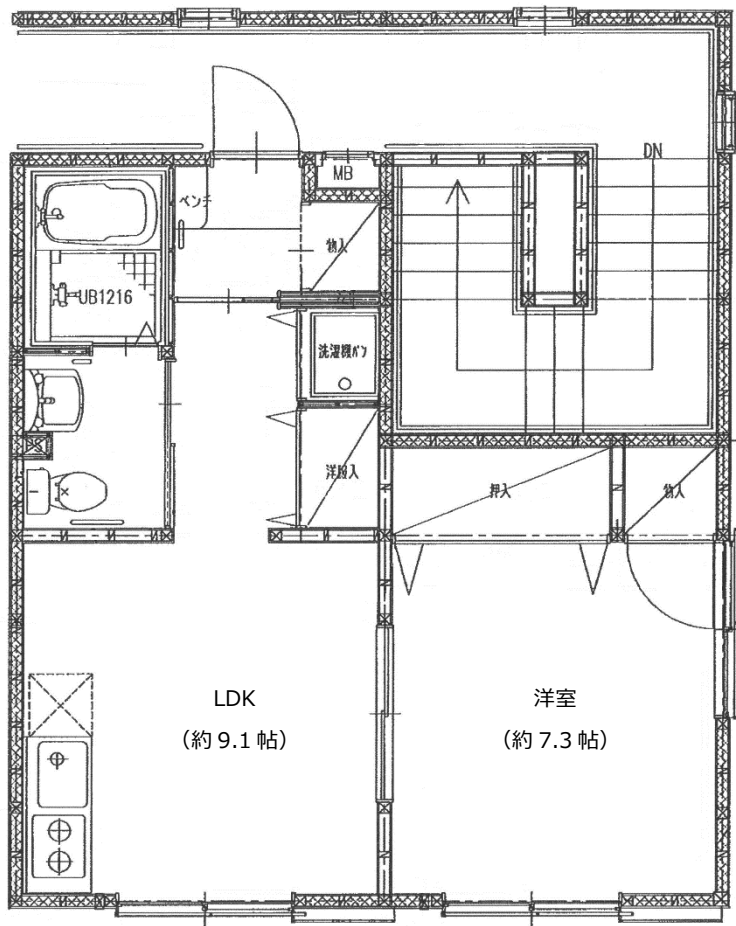 DN
MB
ベンチ
物入
UB1216
洗濯機パン
洋服入
押入
物入
LDK
洋室
（約 9.1 帖）
（約 7.3 帖）